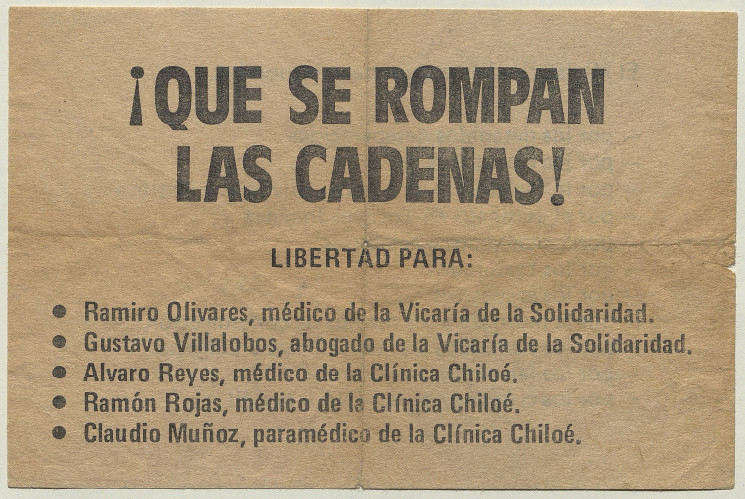 ¡QUE SE ROMPAN
LAS CADENAS!
LIBERTAD PARA:
● Ramiro Olivares, médico de la Vicaría de la Solidaridad.
● Gustavo Villalobos, abogado de la Vicaría de la Solidaridad.
● Alvaro Reyes, médico de la Clínica Chiloé.
● Ramón Rojas, médico de la Clínica Chiloé.
● Claudio Muñoz, paramédico de la Clínica Chiloé.